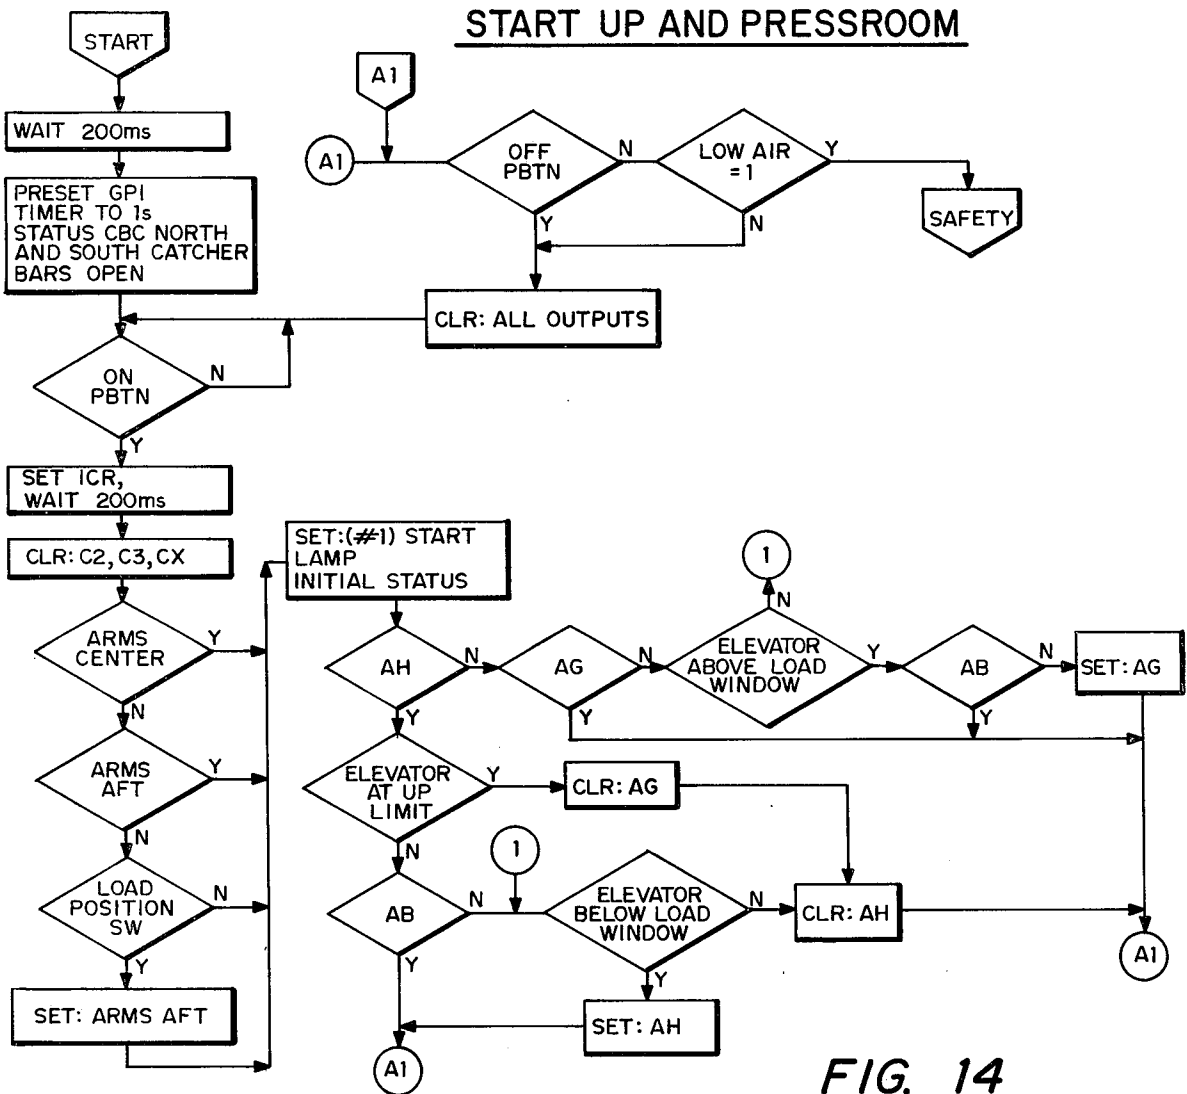 START UP AND PRESSROOM
START
WAIT 200ms
PRESET GPI
TIMER TO 1s
STATUS CBC NORTH
AND SOUTH CATCHER
BARS OPEN
ON
PBTN
N
Y
SET ICR,
WAIT 200ms
CLR: C2, C3, CX
ARMS
CENTER
Y
N
ARMS
AFT
Y
N
LOAD
POSITION
SW
N
Y
SET: ARMS AFT
A1
A1
OFF
PBTN
N
Y
LOW AIR
=1
Y
N
SAFETY
CLR: ALL OUTPUTS
SET:(#1) START
LAMP
INITIAL STATUS
AH
N
Y
AG
N
Y
1
N
ELEVATOR
ABOVE LOAD
WINDOW
Y
AB
N
Y
SET: AG
ELEVATOR
AT UP
LIMIT
Y
N
CLR: AG
AB
N
Y
1
ELEVATOR
BELOW LOAD
WINDOW
N
Y
CLR: AH
SET: AH
A1
A1
FIG. 14